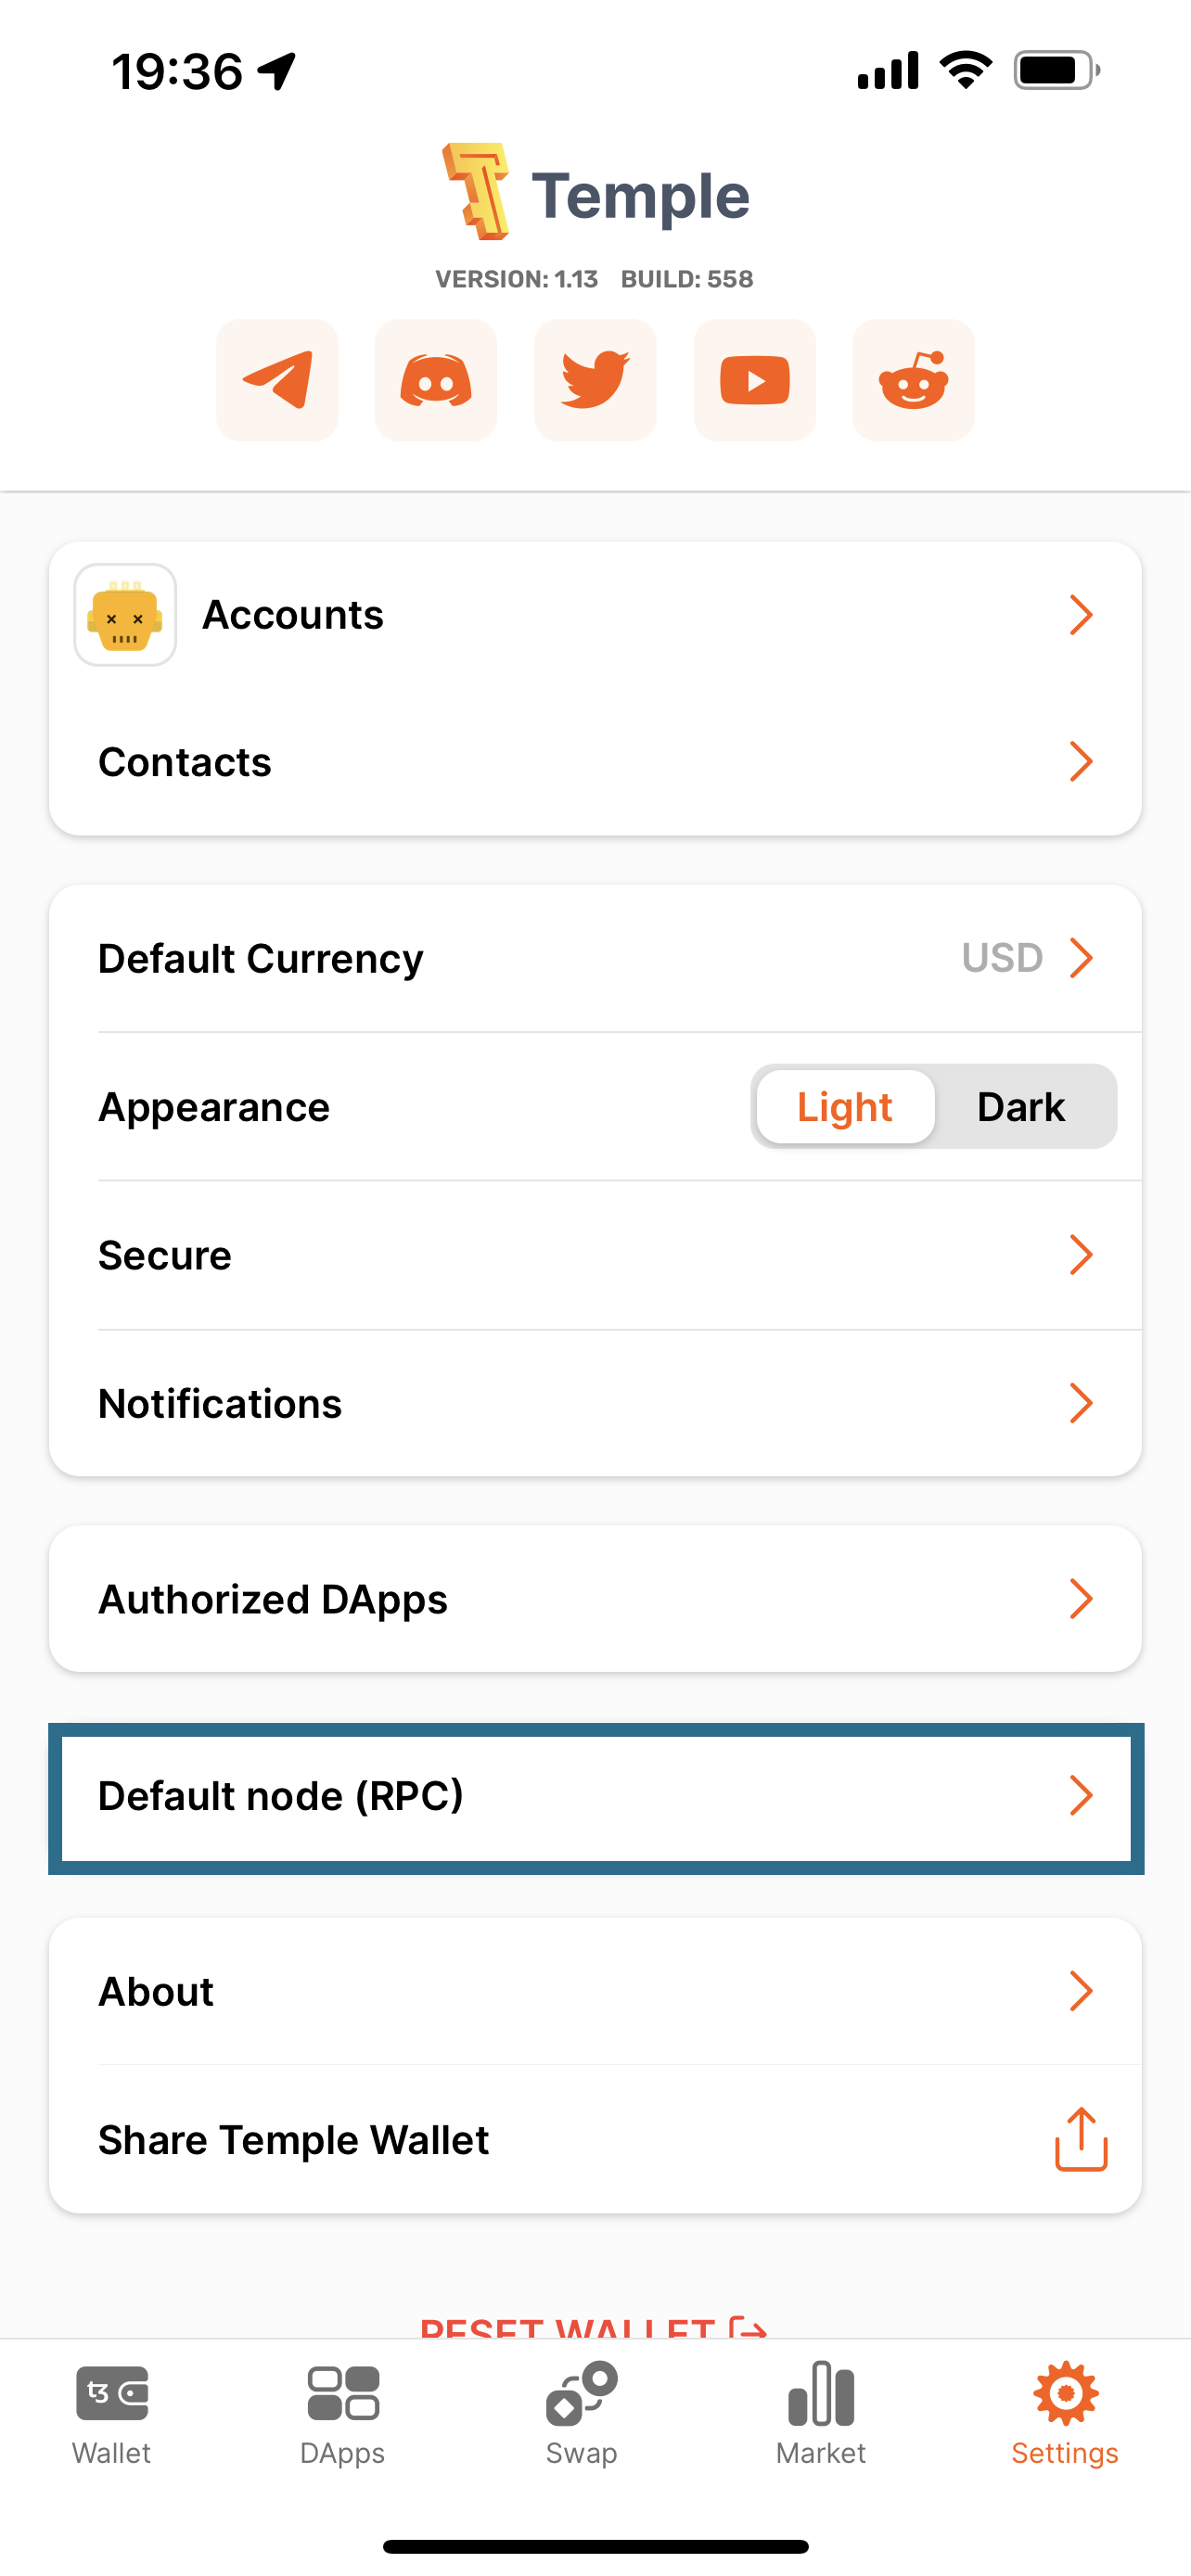 19:36
Temple
VERSION: 1.13 BUILD: 558
Accounts
Contacts
Default Currency USD
Appearance Light Dark
Secure
Notifications
Authorized DApps
Default node (RPC)
About
Share Temple Wallet
RESET WALLET
Wallet DApps Swap Market Settings